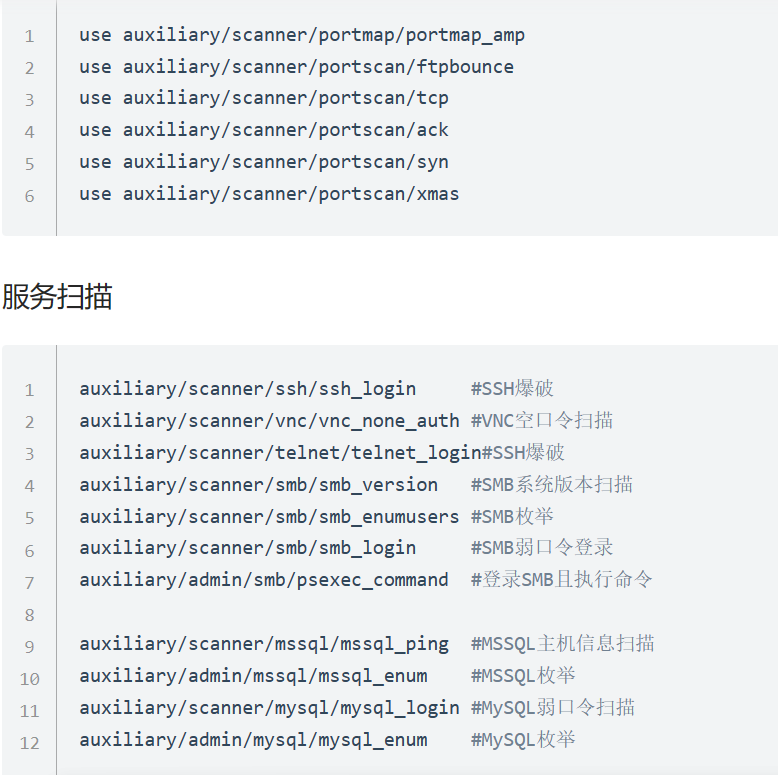 1 use auxiliary/scanner/portmap/portmap_amp
2 use auxiliary/scanner/portscan/ftpbounce
3 use auxiliary/scanner/portscan/tcp
4 use auxiliary/scanner/portscan/ack
5 use auxiliary/scanner/portscan/syn
6 use auxiliary/scanner/portscan/xmas
服务扫描
1 auxiliary/scanner/ssh/ssh_login #SSH爆破
2 auxiliary/scanner/vnc/vnc_none_auth #VNC空口令扫描
3 auxiliary/scanner/telnet/telnet_login#SSH爆破
4 auxiliary/scanner/smb/smb_version #SMB系统版本扫描
5 auxiliary/scanner/smb/smb_enumusers #SMB枚举
6 auxiliary/scanner/smb/smb_login #SMB弱口令登录
7 auxiliary/admin/smb/psexec_command #登录SMB且执行命令
8
9 auxiliary/scanner/mssql/mssql_ping #MSSQL主机信息扫描
10 auxiliary/admin/mssql/mssql_enum #MSSQL枚举
11 auxiliary/scanner/mysql/mysql_login #MySQL弱口令扫描
12 auxiliary/admin/mysql/mysql_enum #MySQL枚举